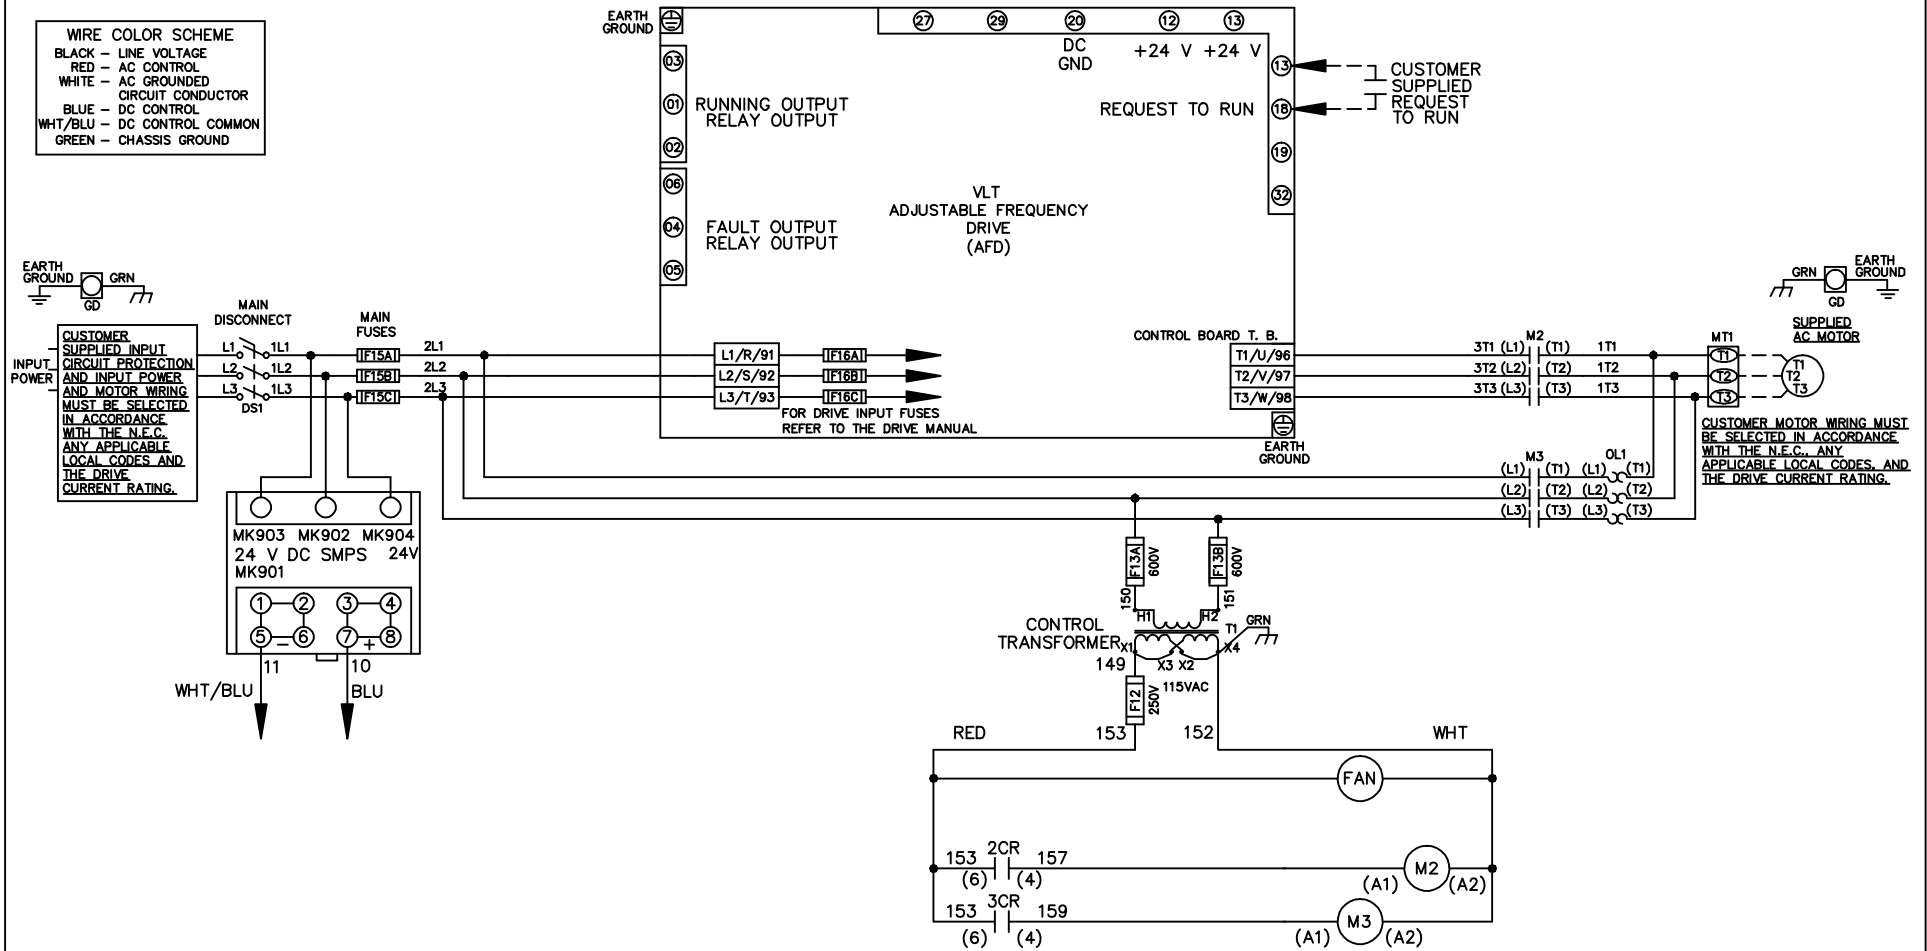 WIRE COLOR SCHEME
BLACK – LINE VOLTAGE
RED – AC CONTROL
WHITE – AC GROUNDED
CIRCUIT CONDUCTOR
BLUE – DC CONTROL
WHT/BLU – DC CONTROL COMMON
GREEN – CHASSIS GROUND
EARTH
GROUND
27 29 20 12 13
DC
GND
+24 V +24 V
03
01
02
RUNNING OUTPUT
RELAY OUTPUT
06
04
05
FAULT OUTPUT
RELAY OUTPUT
13
18
19
32
REQUEST TO RUN
CUSTOMER
SUPPLIED
REQUEST
TO RUN
VLT
ADJUSTABLE FREQUENCY
DRIVE
(AFD)
EARTH
GROUND
GRN
GD
CUSTOMER
SUPPLIED INPUT
CIRCUIT PROTECTION
AND INPUT POWER
AND MOTOR WIRING
MUST BE SELECTED
IN ACCORDANCE
WITH THE N.E.C.
ANY APPLICABLE
LOCAL CODES AND
THE DRIVE
CURRENT RATING.
INPUT
POWER
MAIN
DISCONNECT
L1 1L1
L2 1L2
L3 1L3
DS1
MAIN
FUSES
F15A 2L1
F15B 2L2
F15C 2L3
L1/R/91 F16A
L2/S/92 F16B
L3/T/93 F16C
FOR DRIVE INPUT FUSES
REFER TO THE DRIVE MANUAL
CONTROL BOARD T. B.
T1/U/96
T2/V/97
T3/W/98
EARTH
GROUND
M2
3T1 (L1) (T1) 1T1
3T2 (L2) (T2) 1T2
3T3 (L3) (T3) 1T3
MT1
T1
T2
T3
GRN
GD
EARTH
GROUND
SUPPLIED
AC MOTOR
T1
T2
T3
CUSTOMER MOTOR WIRING MUST
BE SELECTED IN ACCORDANCE
WITH THE N.E.C., ANY
APPLICABLE LOCAL CODES, AND
THE DRIVE CURRENT RATING.
M3 OL1
(L1) (T1) (L1) (T1)
(L2) (T2) (L2) (T2)
(L3) (T3) (L3) (T3)
MK903 MK902 MK904
24 V DC SMPS 24V
MK901
1 2 3 4
5 – 6 7 + 8
11 10
WHT/BLU BLU
F13A 600V
F13B 600V
150 151
H1 H2
CONTROL
TRANSFORMER
T1 GRN
X1 X3 X2 X4
149
115VAC
F12 250V
RED 153 152 WHT
FAN
153 2CR 157
(6) (4)
M2
(A1) (A2)
153 3CR 159
(6) (4)
M3
(A1) (A2)